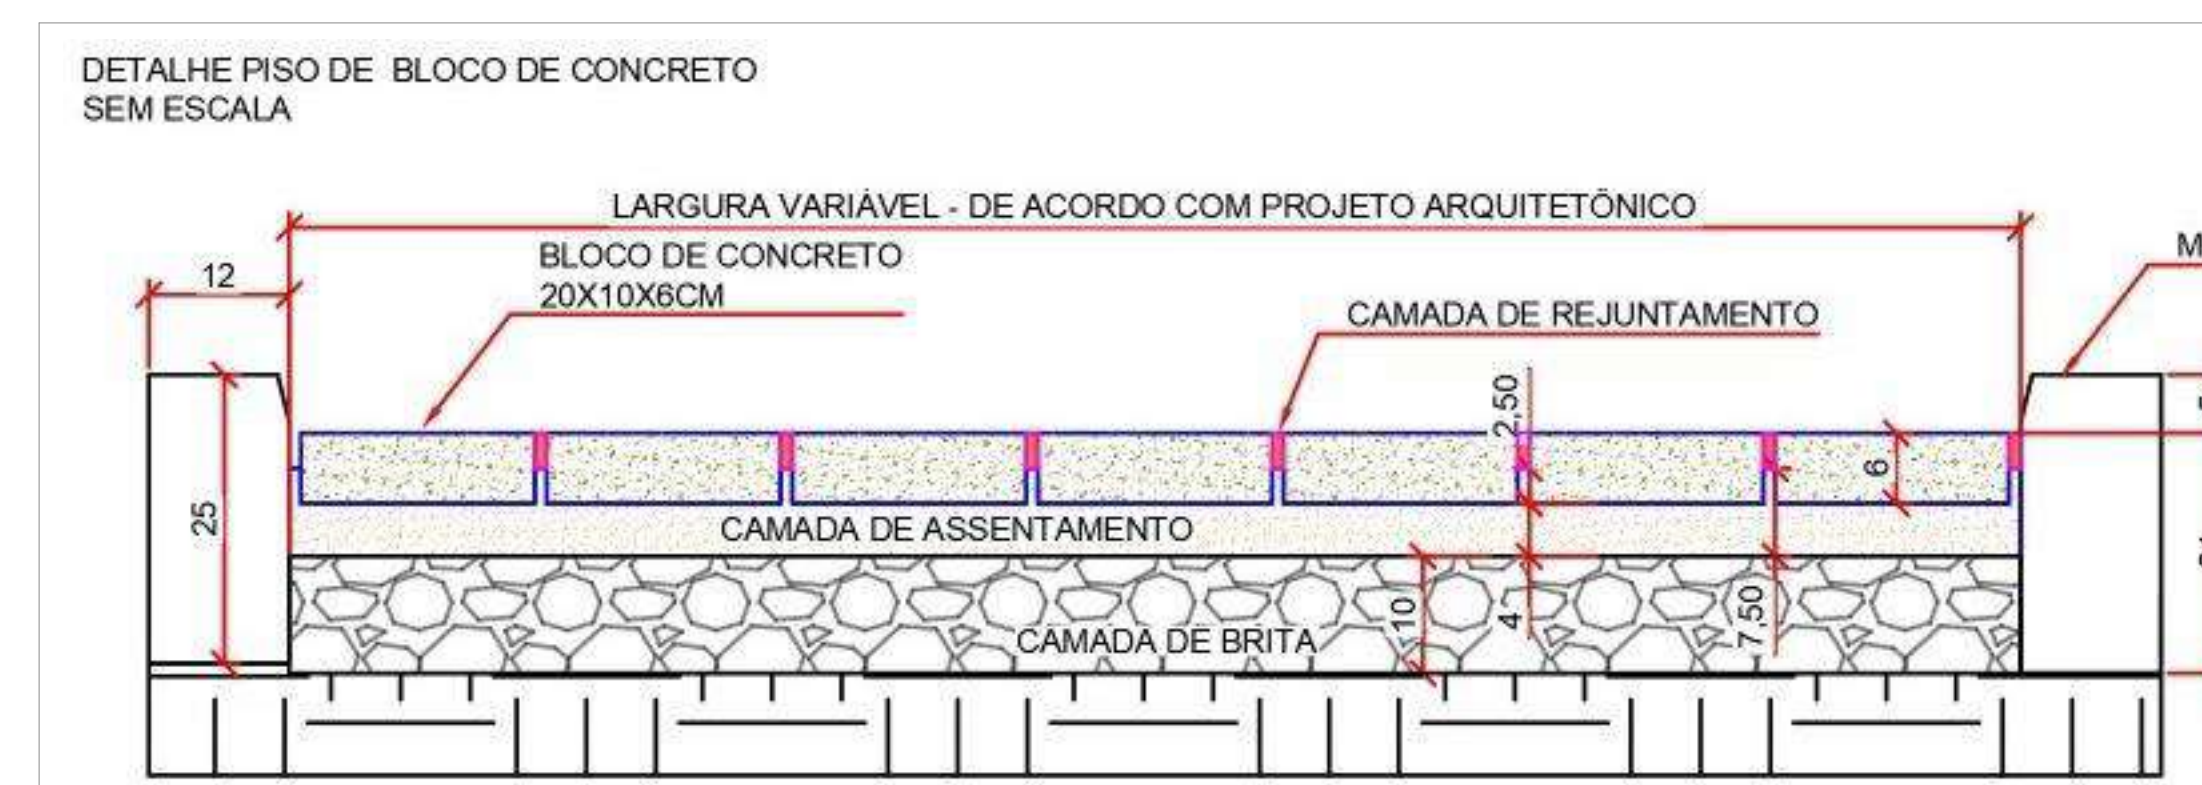 DETALHE PISO DE BLOCO DE CONCRETO
SEM ESCALA
LARGURA VARIÁVEL - DE ACORDO COM PROJETO ARQUITETÔNICO
BLOCO DE CONCRETO
20X10X6CM
12
CAMADA DE REJUNTAMENTO
M
2,50
6
25
CAMADA DE ASSENTAMENTO
10
4
7,50
CAMADA DE BRITA